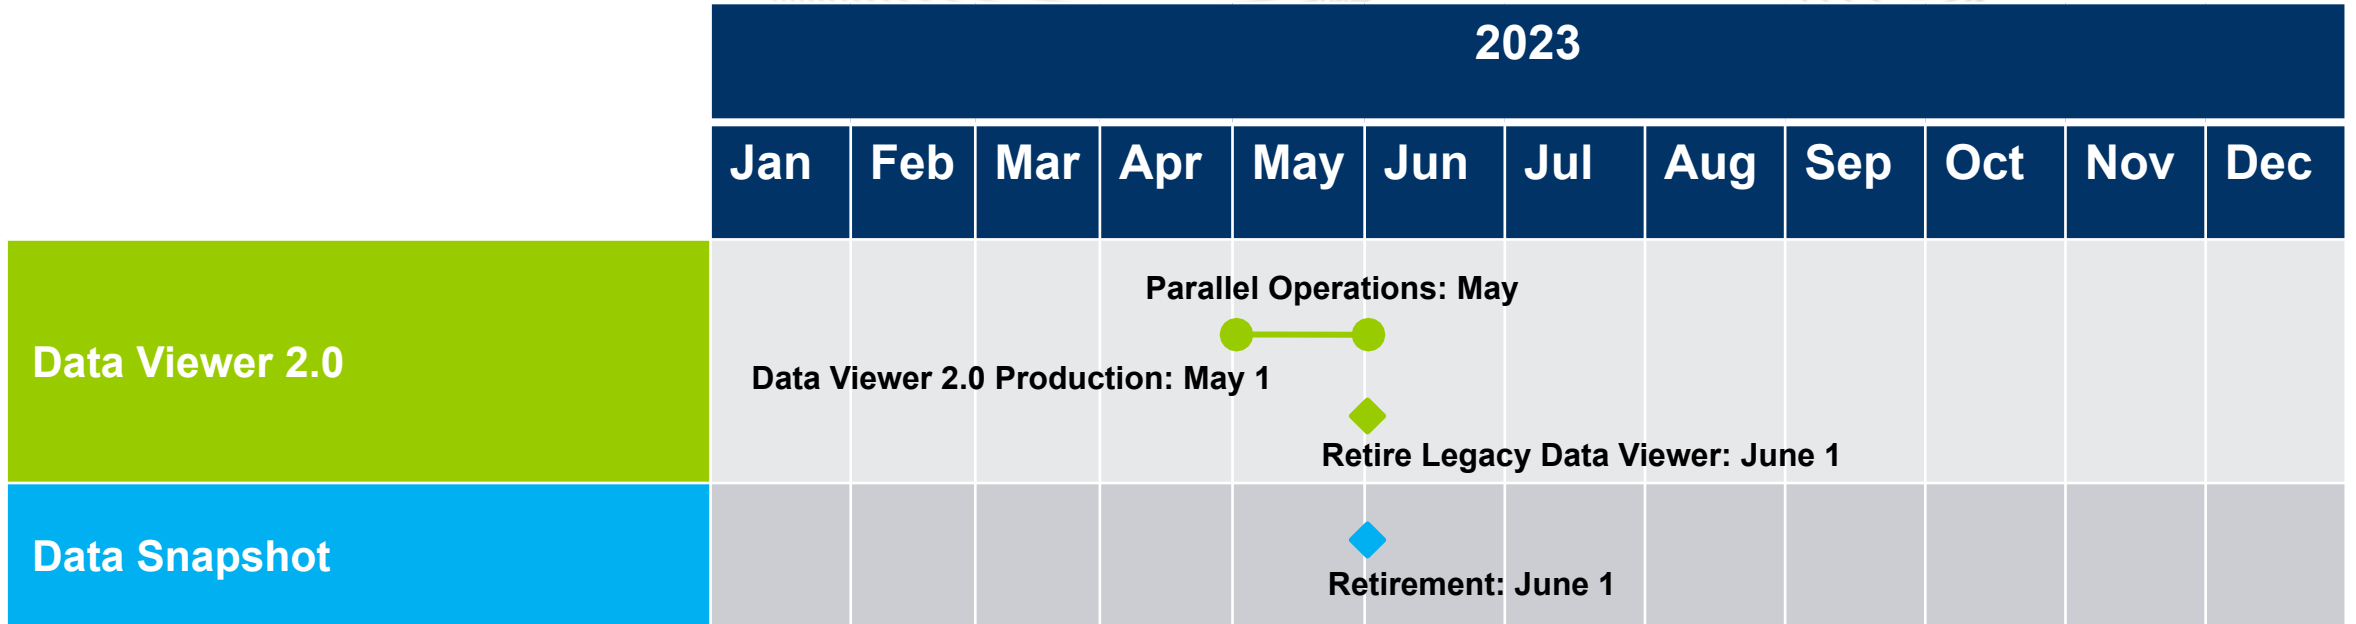 2023
Jan Feb Mar Apr May Jun Jul Aug Sep Oct Nov Dec
Data Viewer 2.0
Parallel Operations: May
Data Viewer 2.0 Production: May 1
Retire Legacy Data Viewer: June 1
Data Snapshot
Retirement: June 1